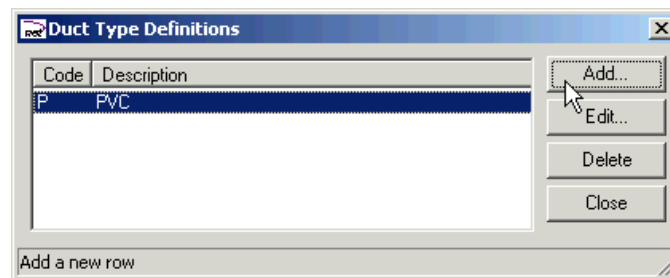 Duct Type Definitions
Code Description
P PVC
Add...
Edit...
Delete
Close
Add a new row